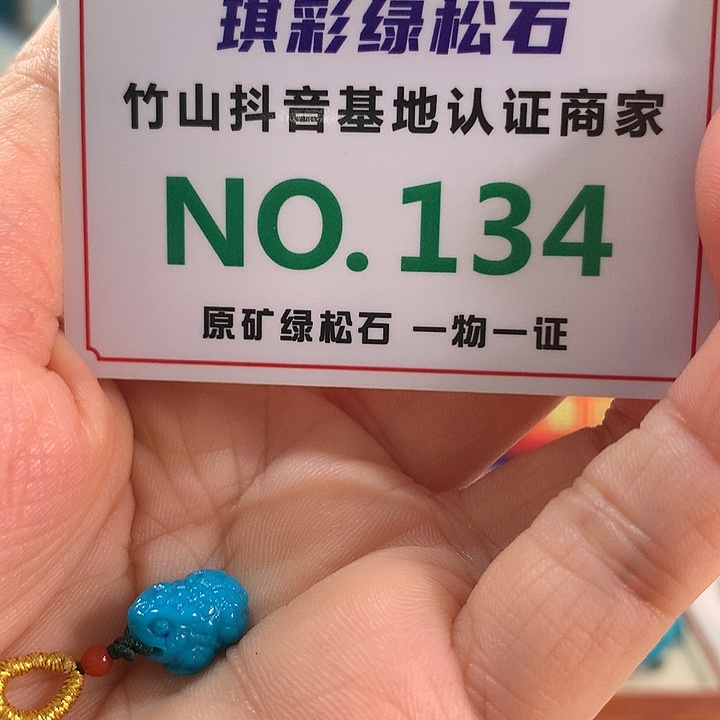 琪彩绿松石
竹山抖音基地认证商家
NO.134
原矿绿松石 一物一证